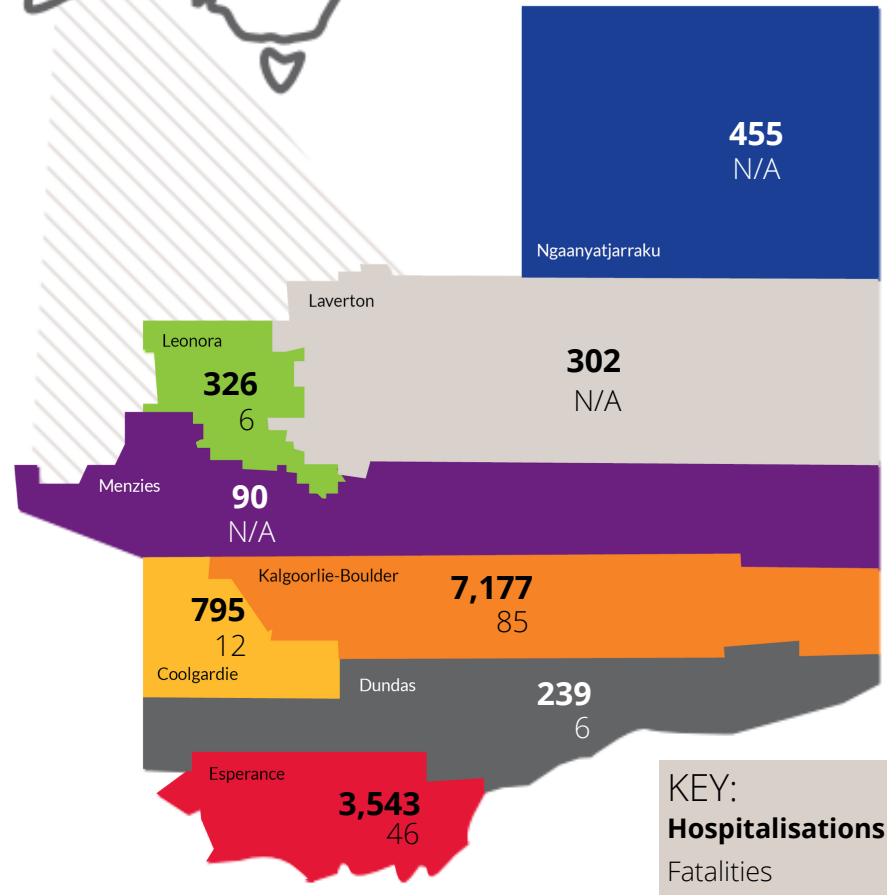 455
N/A
Ngaanyatjarraku
Laverton
302
N/A
Leonora
326
6
Menzies
90
N/A
Kalgoorlie-Boulder
7,177
85
795
12
Coolgardie
Dundas
239
6
Esperance
3,543
46
KEY:
Hospitalisations
Fatalities